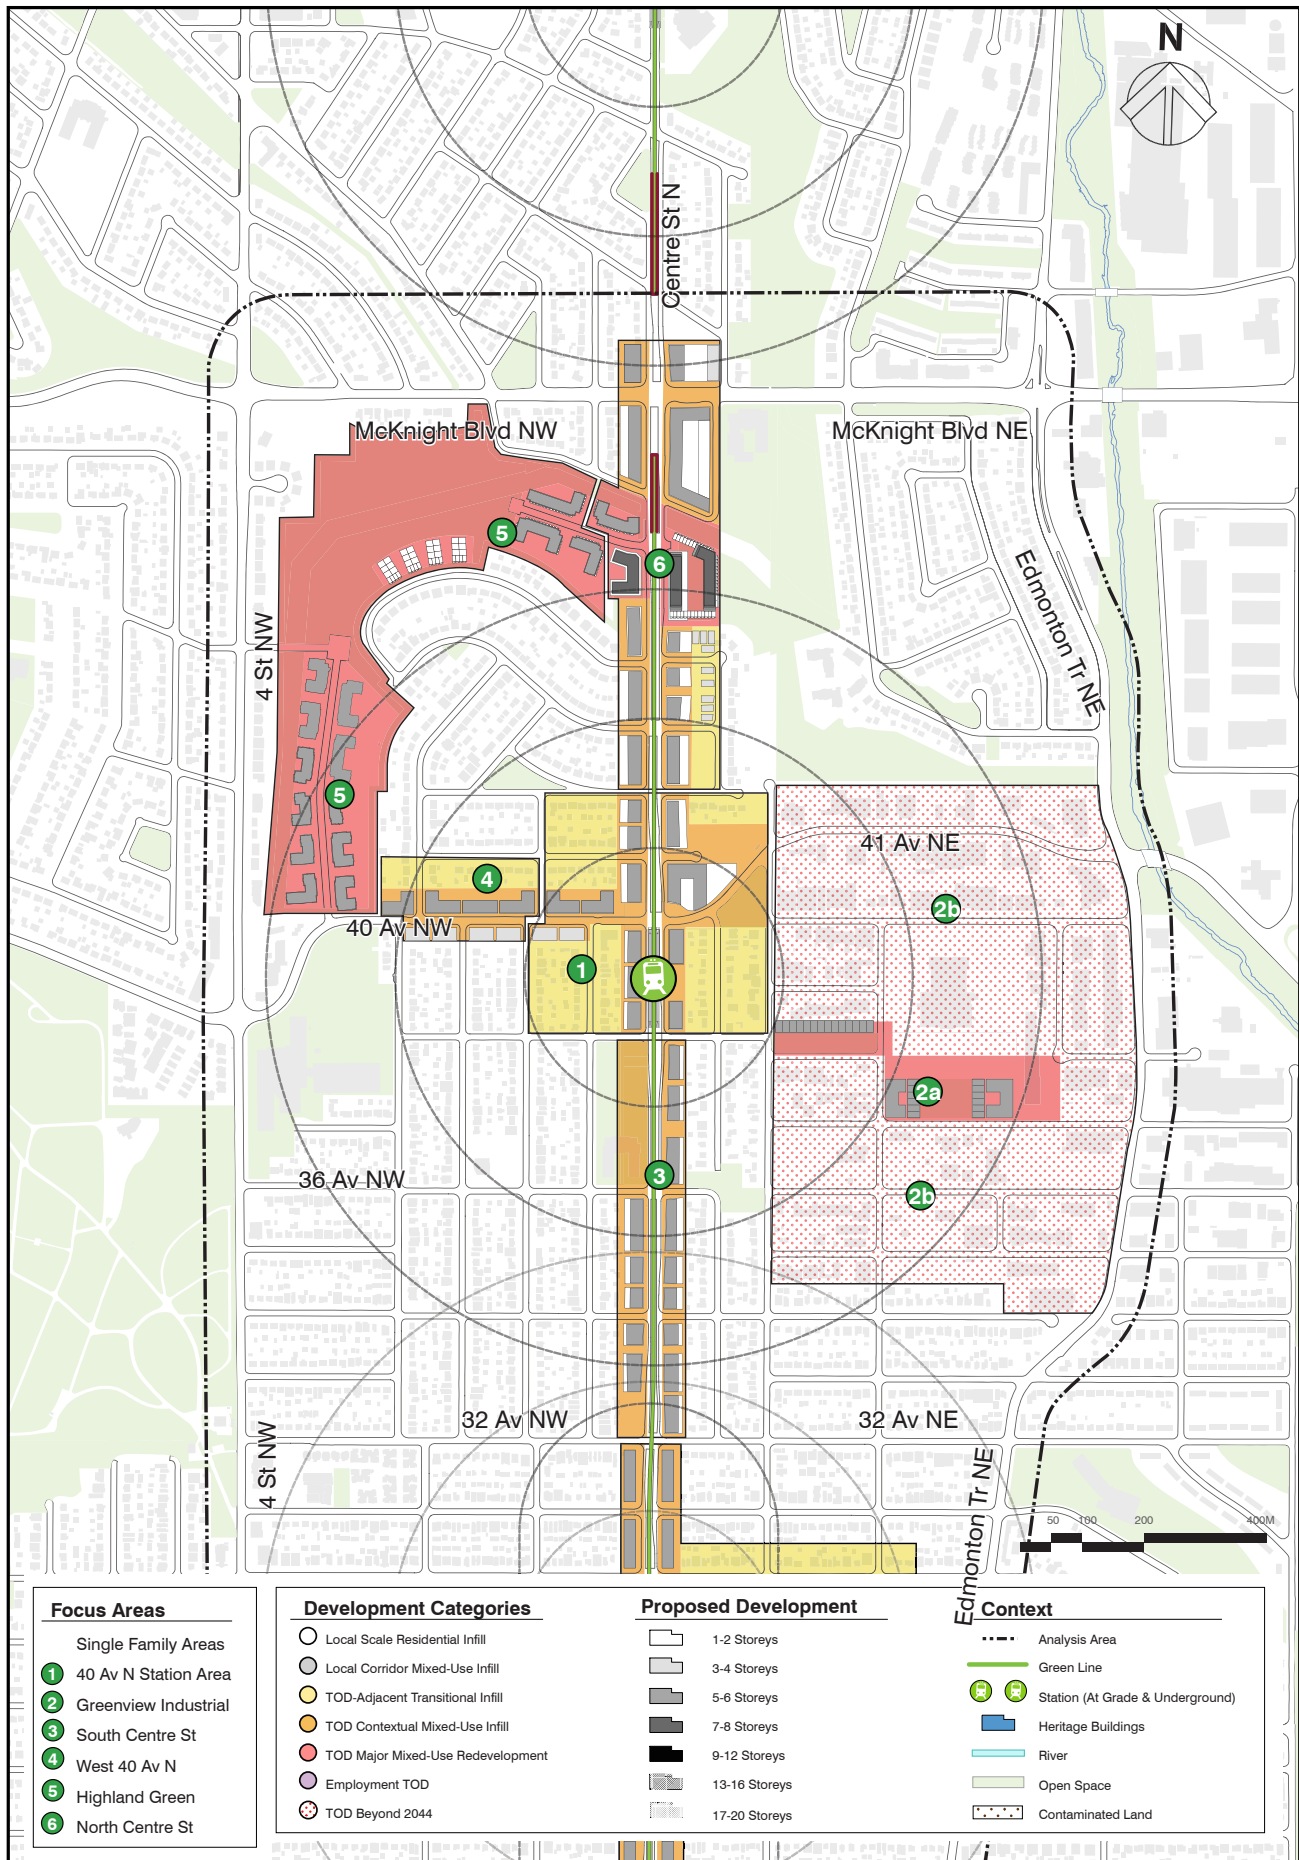 N
Centre St N
McKnight Blvd NW
McKnight Blvd NE
5
6
Edmonton Tr NE
4 St NW
5
41 Av NE
4
2b
40 Av NW
1
2a
3
36 Av NW
2b
32 Av NW
32 Av NE
4 St NW
Edmonton Tr NE
50 100 200 400M
Focus Areas
Single Family Areas
1 40 Av N Station Area
2 Greenview Industrial
3 South Centre St
4 West 40 Av N
5 Highland Green
6 North Centre St
Development Categories
Local Scale Residential Infill
Local Corridor Mixed-Use Infill
TOD-Adjacent Transitional Infill
TOD Contextual Mixed-Use Infill
TOD Major Mixed-Use Redevelopment
Employment TOD
TOD Beyond 2044
Proposed Development
1-2 Storeys
3-4 Storeys
5-6 Storeys
7-8 Storeys
9-12 Storeys
13-16 Storeys
17-20 Storeys
Context
Analysis Area
Green Line
Station (At Grade & Underground)
Heritage Buildings
River
Open Space
Contaminated Land